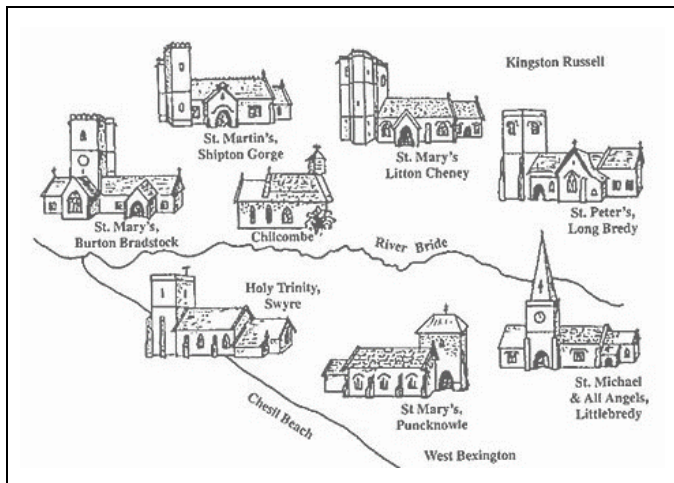 Kingston Russell
St. Martin's,
Shipton Gorge
St. Mary's
Litton Cheney
St. Peter's,
Long Bredy
St. Mary's,
Burton Bradstock
Chilcombe
River Bride
Holy Trinity,
Swyre
Chesil Beach
St Mary's,
Puncknowle
St. Michael
& All Angels,
Littlebredy
West Bexington